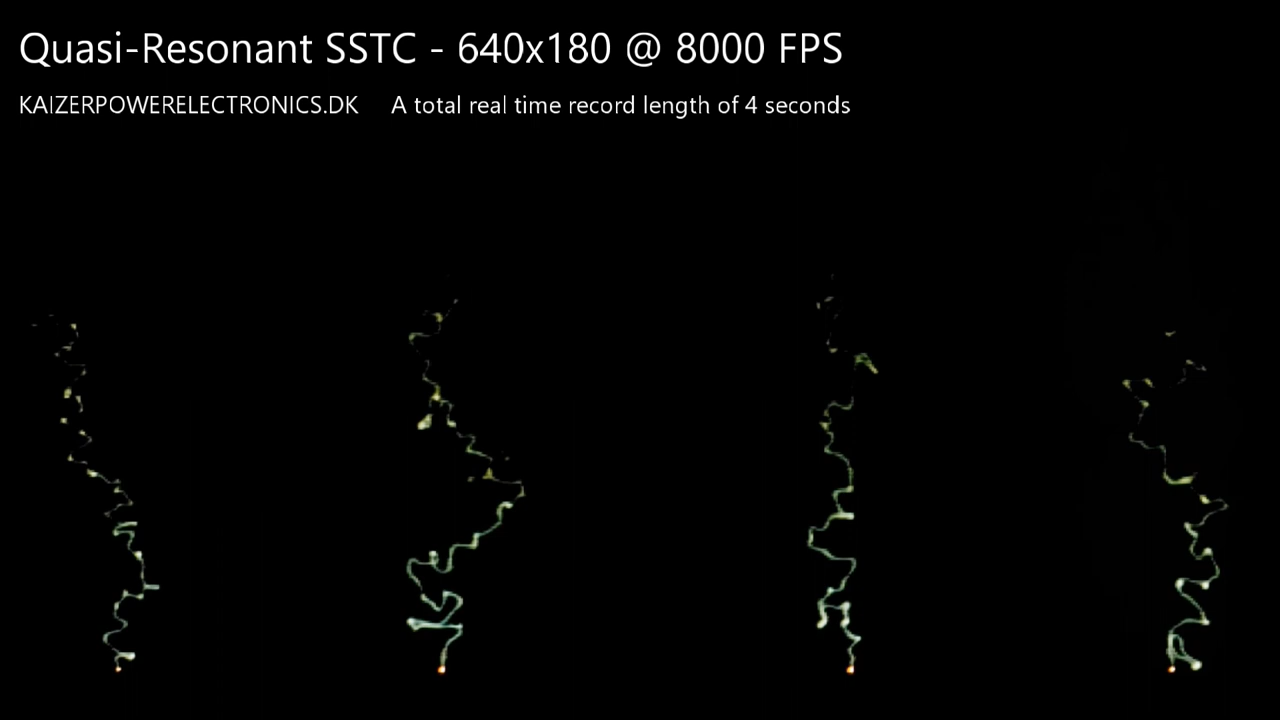 Quasi-Resonant SSTC - 640x180 @ 8000 FPS
KAIZERPOWERELECTRONICS.DK A total real time record length of 4 seconds